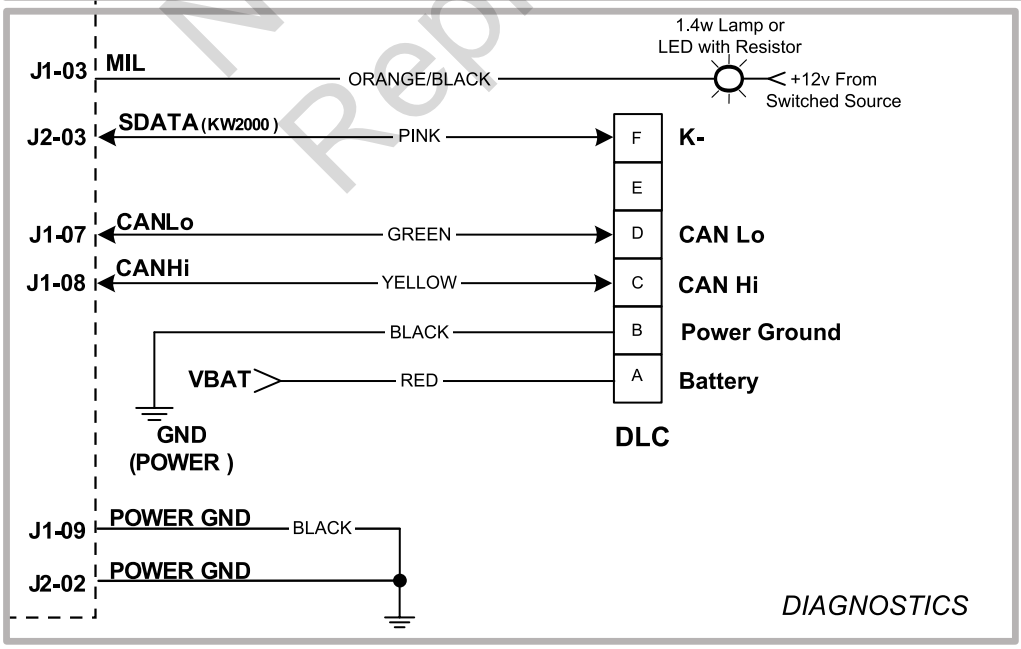 1.4w Lamp or
LED with Resistor
J1-03 MIL ORANGE/BLACK +12v From
Switched Source
J2-03 SDATA (KW2000 ) PINK F K-
E
J1-07 CANLo GREEN D CAN Lo
J1-08 CANHi YELLOW C CAN Hi
BLACK B Power Ground
VBAT RED A Battery
GND
(POWER )
DLC
J1-09 POWER GND BLACK
J2-02 POWER GND
DIAGNOSTICS